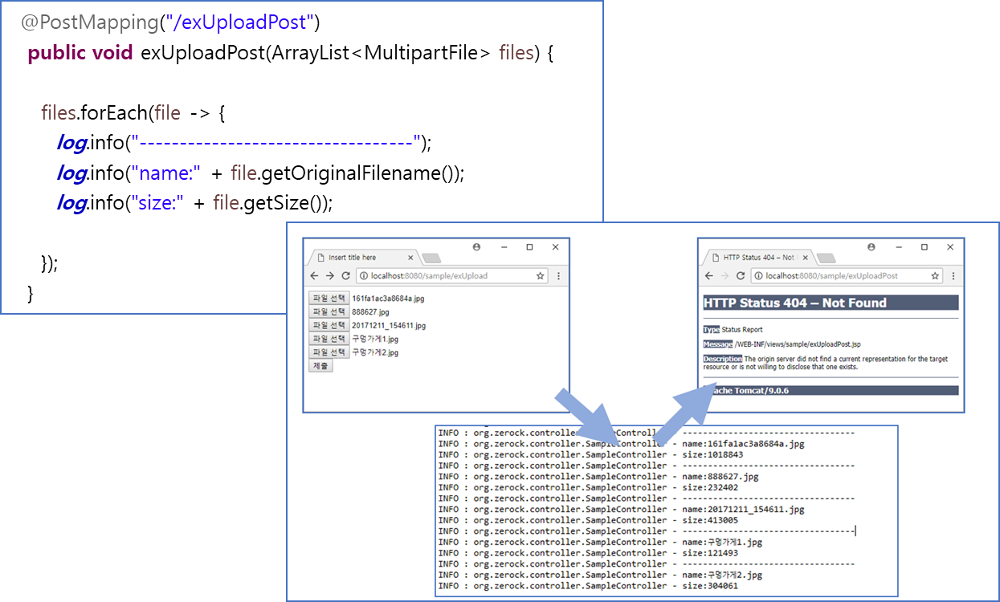 @PostMapping("/exUploadPost")
public void exUploadPost(ArrayList<MultipartFile> files) {
files.forEach(file -> {
log.info("----------------------------------");
log.info("name:" + file.getOriginalFilename());
log.info("size:" + file.getSize());
});
}
Insert title here
localhost:8080/sample/exUpload
파일 선택 161fa1ac3a8684a.jpg
파일 선택 888627.jpg
파일 선택 20171211_154611.jpg
파일 선택 구멍가게1.jpg
파일 선택 구멍가게2.jpg
제출
HTTP Status 404 – Not
localhost:8080/sample/exUploadPost
HTTP Status 404 – Not Found
Type Status Report
Message /WEB-INF/views/sample/exUploadPost.jsp
Description The origin server did not find a current representation for the target
resource or is not willing to disclose that one exists.
Tomcat/9.0.6
INFO : org.zerock.controller. - ----------------------------------
INFO : org.zerock.controller.SampleController - name:161fa1ac3a8684a.jpg
INFO : org.zerock.controller.SampleController - size:1018843
INFO : org.zerock.controller.SampleController - ----------------------------------
INFO : org.zerock.controller.SampleController - name:888627.jpg
INFO : org.zerock.controller.SampleController - size:232402
INFO : org.zerock.controller.SampleController - ----------------------------------
INFO : org.zerock.controller.SampleController - name:20171211_154611.jpg
INFO : org.zerock.controller.SampleController - size:413005
INFO : org.zerock.controller.SampleController - ----------------------------------
INFO : org.zerock.controller.SampleController - name:구멍가게1.jpg
INFO : org.zerock.controller.SampleController - size:121493
INFO : org.zerock.controller.SampleController - ----------------------------------
INFO : org.zerock.controller.SampleController - name:구멍가게2.jpg
INFO : org.zerock.controller.SampleController - size:304061